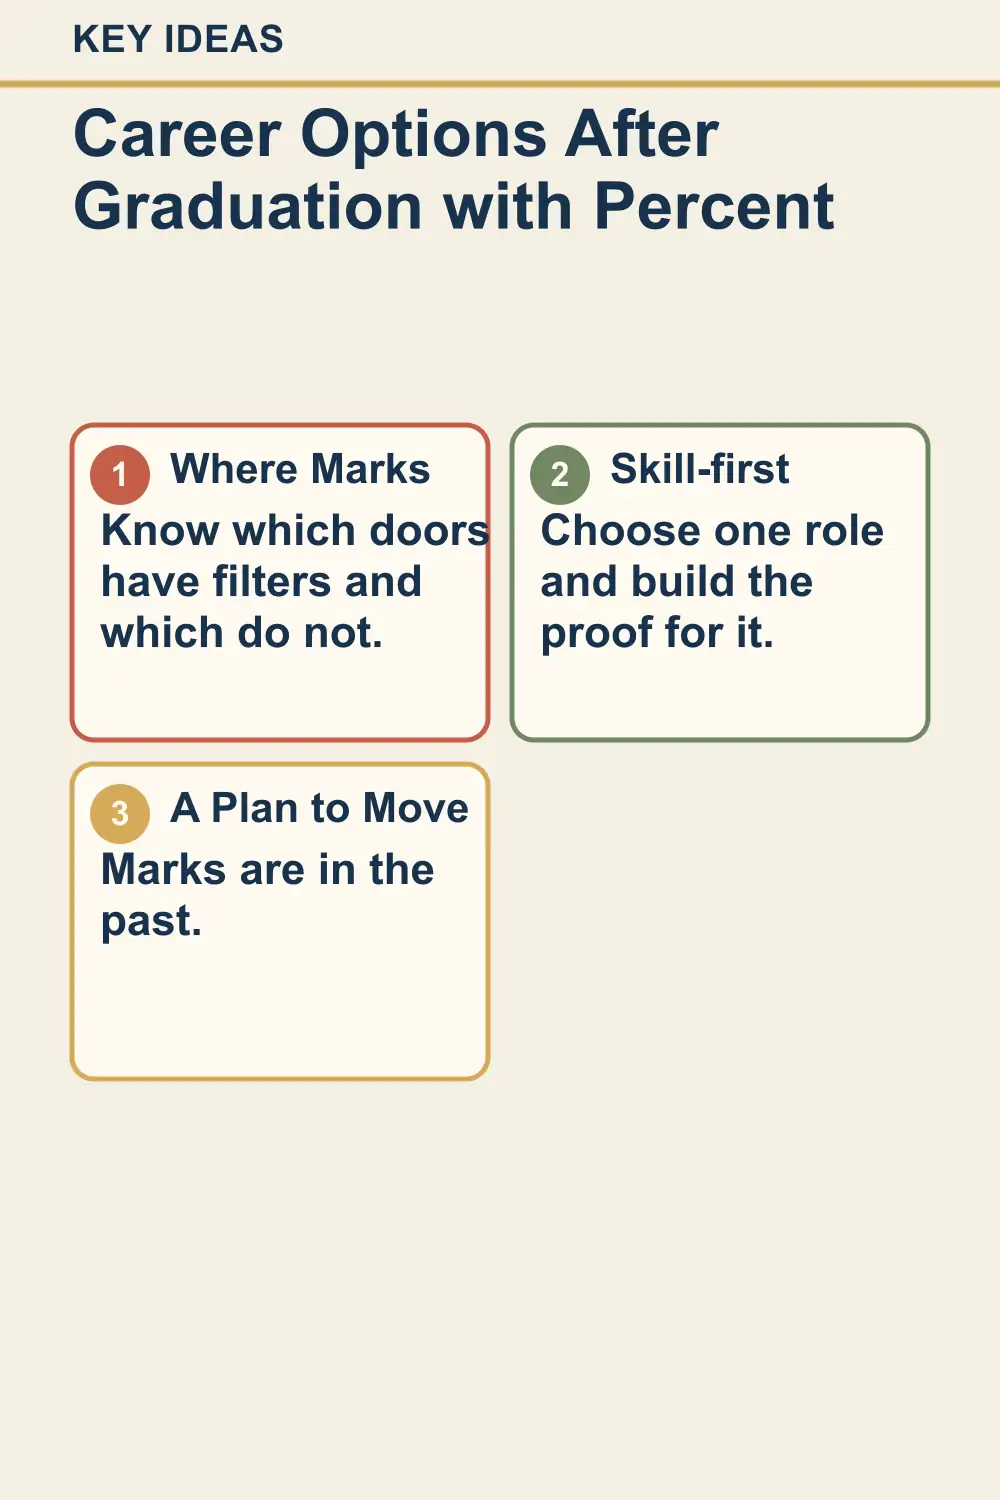 KEY IDEAS
Career Options After
Graduation with Percent
1 Where Marks
Know which doors
have filters and
which do not.
2 Skill-first
Choose one role
and build the
proof for it.
3 A Plan to Move
Marks are in the
past.